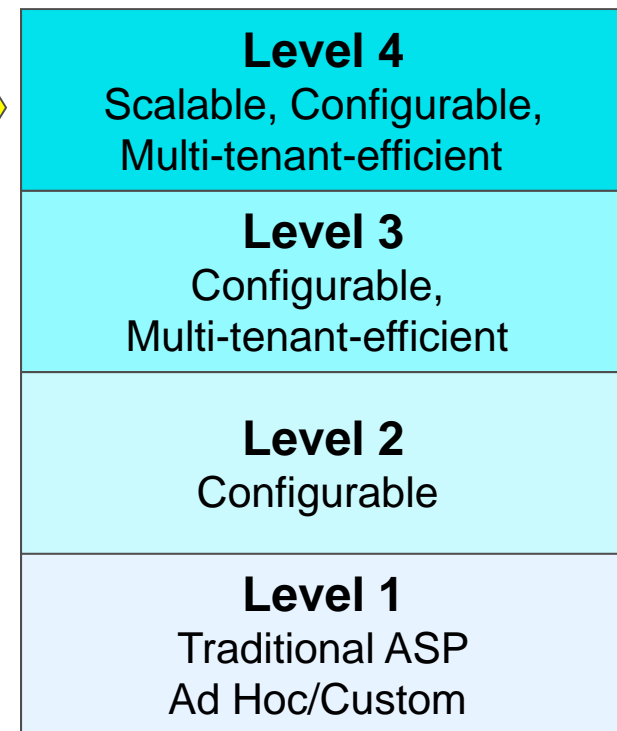 Level 4
Scalable, Configurable,
Multi-tenant-efficient
Level 3
Configurable,
Multi-tenant-efficient
Level 2
Configurable
Level 1
Traditional ASP
Ad Hoc/Custom